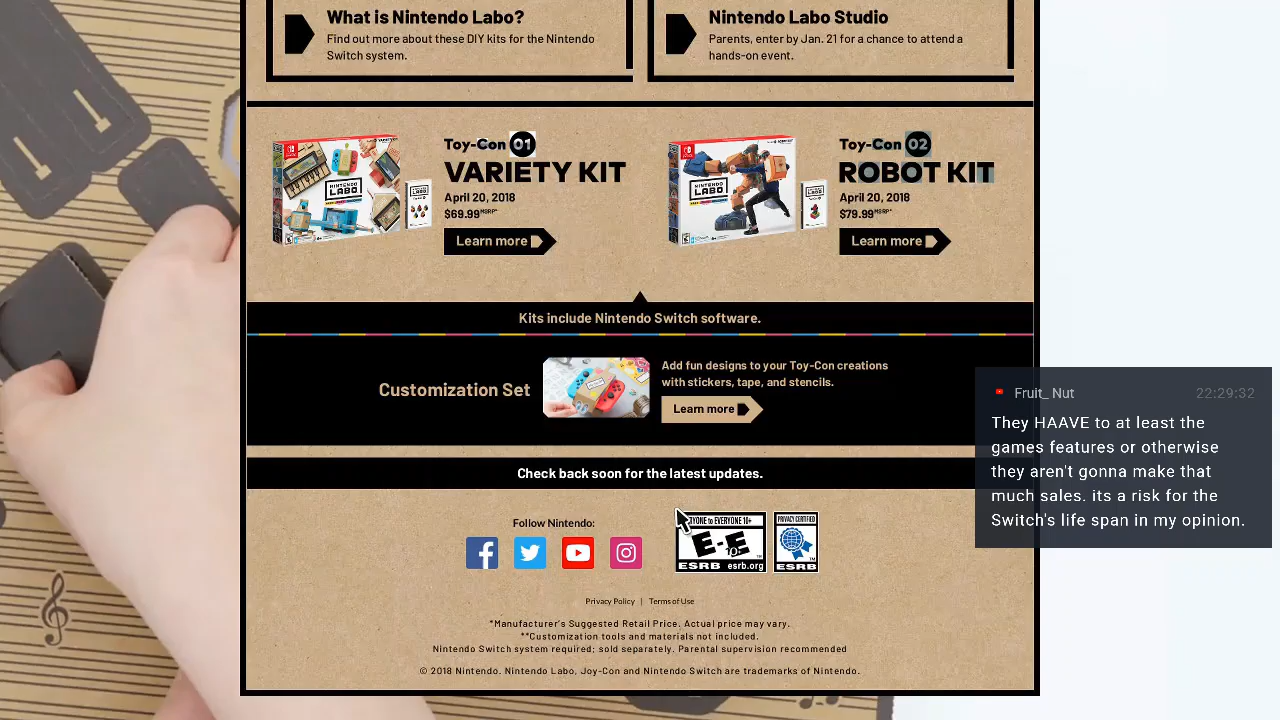 What is Nintendo Labo?
Find out more about these DIY kits for the Nintendo
Switch system.
Nintendo Labo Studio
Parents, enter by Jan. 21 for a chance to attend a
hands-on event.
Toy-Con 01
VARIETY KIT
April 20, 2018
$69.99MSRP*
Learn more
NINTENDO
LABO
Toy-Con 02
ROBOT KIT
April 20, 2018
$79.99MSRP*
Learn more
NINTENDO
LABO
Kits include Nintendo Switch software.
Customization Set
Add fun designs to your Toy-Con creations
with stickers, tape, and stencils.
Learn more
Fruit_ Nut 22:29:32
They HAAVE to at least the
games features or otherwise
they aren't gonna make that
much sales. its a risk for the
Switch's life span in my opinion.
Check back soon for the latest updates.
Follow Nintendo:
EVERYONE to EVERYONE 10+
E-E 10+
ESRB esrb.org
PRIVACY CERTIFIED
ESRB
Privacy Policy | Terms of Use
*Manufacturer's Suggested Retail Price. Actual price may vary.
**Customization tools and materials not included.
Nintendo Switch system required; sold separately. Parental supervision recommended
© 2018 Nintendo. Nintendo Labo, Joy-Con and Nintendo Switch are trademarks of Nintendo.